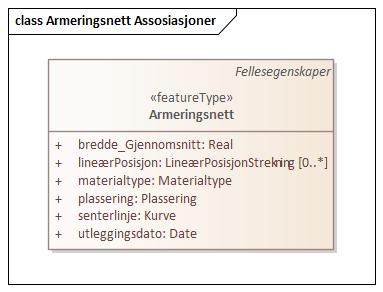 class Armeringsnett Assosiasjoner
Fellesegenskaper
«featureType»
Armeringsnett
+ bredde_Gjennomsnitt: Real
+ lineærPosisjon: LineærPosisjonStrekning [0..*]
+ materialtype: Materialtype
+ plassering: Plassering
+ senterlinje: Kurve
+ utleggingsdato: Date